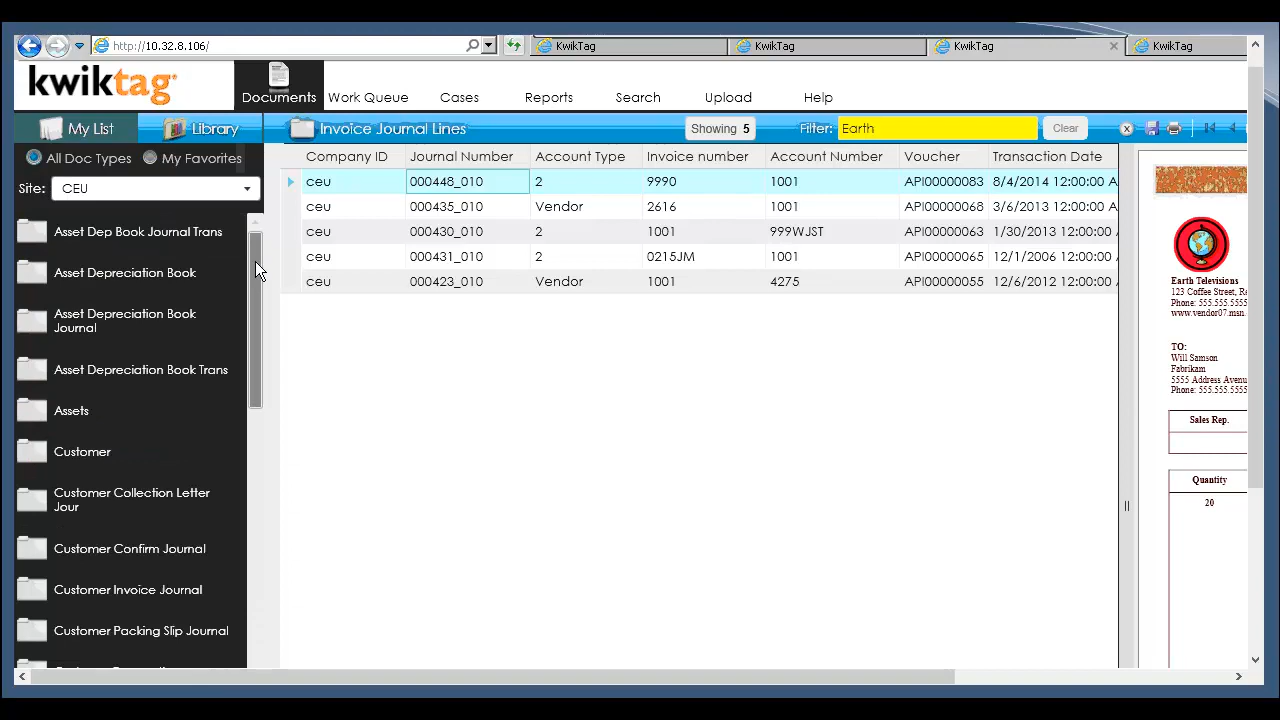 http://10.32.8.106/
KwikTag
KwikTag
KwikTag
KwikTag
kwiktag
Documents
Work Queue
Cases
Reports
Search
Upload
Help
My List
Library
Invoice Journal Lines
Showing 5
Filter:
Earth
Clear
All Doc Types
My Favorites
Site:
CEU
Asset Dep Book Journal Trans
Asset Depreciation Book
Asset Depreciation Book
Journal
Asset Depreciation Book Trans
Assets
Customer
Customer Collection Letter
Jour
Customer Confirm Journal
Customer Invoice Journal
Customer Packing Slip Journal
Company ID Journal Number Account Type Invoice number Account Number Voucher Transaction Date
ceu 000448_010 2 9990 1001 API00000083 8/4/2014 12:00:00 A
ceu 000435_010 Vendor 2616 1001 API00000068 3/6/2013 12:00:00 A
ceu 000430_010 2 1001 999WJST API00000063 1/30/2013 12:00:00
ceu 000431_010 2 0215JM 1001 API00000065 12/1/2006 12:00:00
ceu 000423_010 Vendor 1001 4275 API00000055 12/6/2012 12:00:00
Earth Televisions
123 Coffee Street, Re
Phone: 555.555.5555
www.vendor07.msn.
TO:
Will Samson
Fabrikam
5555 Address Avenu
Phone: 555.555.5555
Sales Rep.
Quantity
20